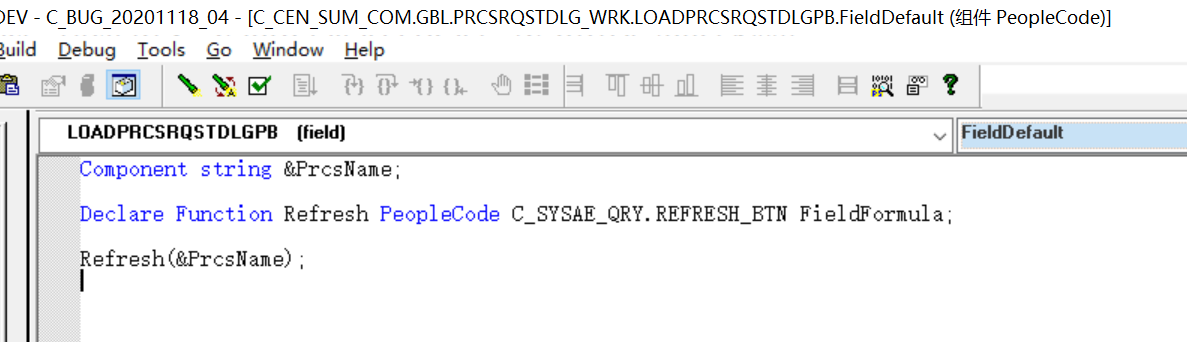 DEV - C_BUG_20201118_04 - [C_CEN_SUM_COM.GBL.PRCSRQSTDLG_WRK.LOADPRCSRQSTDLGPB.FieldDefault (组件 PeopleCode)]
Build Debug Tools Go Window Help
LOADPRCSRQSTDLGPB (field) FieldDefault
Component string &PrcsName;
Declare Function Refresh PeopleCode C_SYSAE_QRY.REFRESH_BTN FieldFormula;
Refresh(&PrcsName);